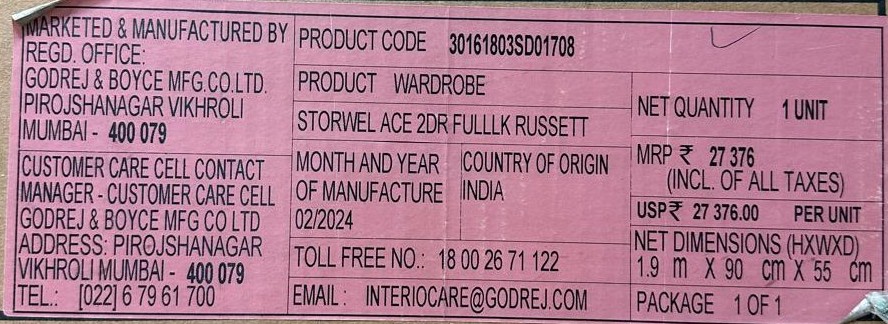 MARKETED & MANUFACTURED BY
REGD. OFFICE:
GODREJ & BOYCE MFG.CO.LTD.
PIROJSHANAGAR VIKHROLI
MUMBAI - 400 079
CUSTOMER CARE CELL CONTACT
MANAGER - CUSTOMER CARE CELL
GODREJ & BOYCE MFG CO LTD
ADDRESS: PIROJSHANAGAR
VIKHROLI MUMBAI - 400 079
TEL.: [022] 6 79 61 700
PRODUCT CODE 30161803SD01708
PRODUCT WARDROBE
STORWEL ACE 2DR FULLLK RUSSETT
MONTH AND YEAR
OF MANUFACTURE
02/2024
COUNTRY OF ORIGIN
INDIA
TOLL FREE NO.: 18 00 26 71 122
EMAIL : INTERIOCARE@GODREJ.COM
NET QUANTITY 1 UNIT
MRP ₹ 27 376
(INCL. OF ALL TAXES)
USP ₹ 27 376.00 PER UNIT
NET DIMENSIONS (HXWXD)
1.9 m X 90 cm X 55 cm
PACKAGE 1 OF 1